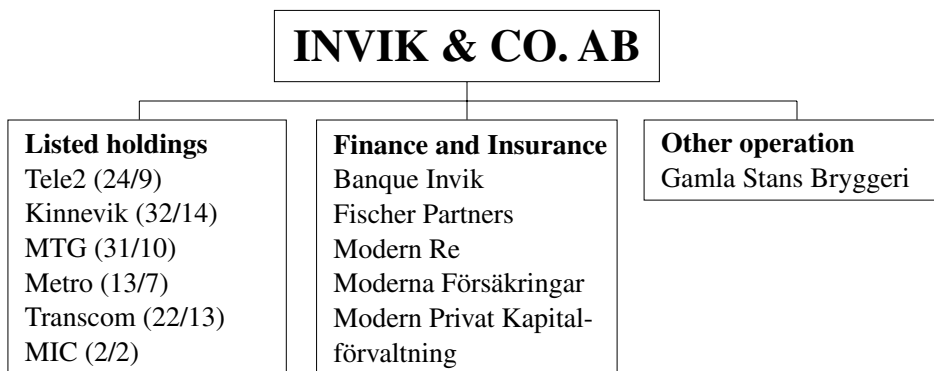 INVIK & CO. AB
Listed holdings
Tele2 (24/9)
Kinnevik (32/14)
MTG (31/10)
Metro (13/7)
Transcom (22/13)
MIC (2/2)
Finance and Insurance
Banque Invik
Fischer Partners
Modern Re
Moderna Försäkringar
Modern Privat Kapital-
förvaltning
Other operation
Gamla Stans Bryggeri